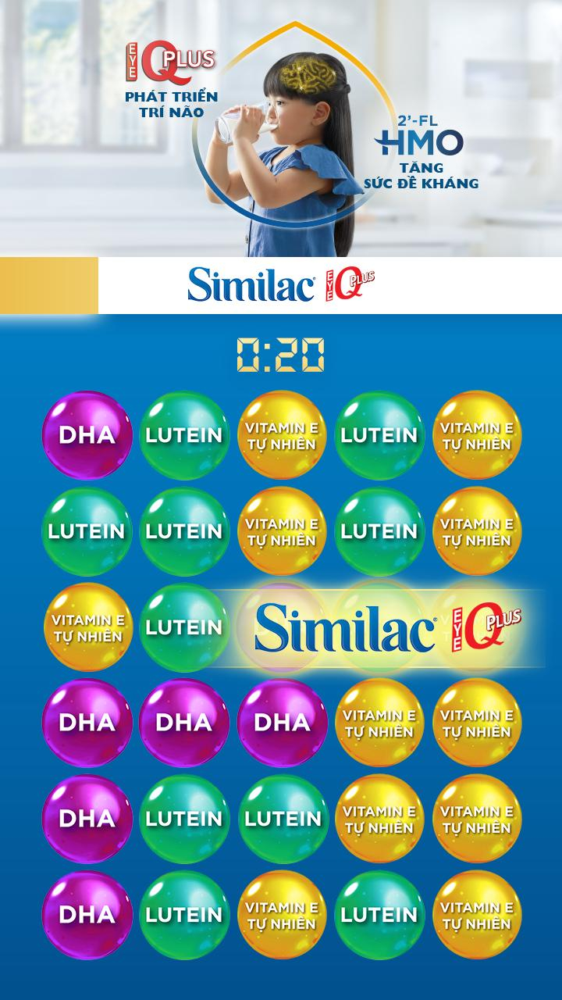 EYE Q PLUS
PHÁT TRIỂN
TRÍ NÃO
2'-FL
HMO
TĂNG
SỨC ĐỀ KHÁNG
Similac EYE Q PLUS
0:20
DHA LUTEIN VITAMIN E TỰ NHIÊN LUTEIN VITAMIN E TỰ NHIÊN
LUTEIN LUTEIN VITAMIN E TỰ NHIÊN LUTEIN VITAMIN E TỰ NHIÊN
VITAMIN E TỰ NHIÊN LUTEIN Similac EYE Q PLUS
DHA DHA DHA VITAMIN E TỰ NHIÊN VITAMIN E TỰ NHIÊN
DHA LUTEIN LUTEIN VITAMIN E TỰ NHIÊN VITAMIN E TỰ NHIÊN
DHA LUTEIN VITAMIN E TỰ NHIÊN LUTEIN VITAMIN E TỰ NHIÊN